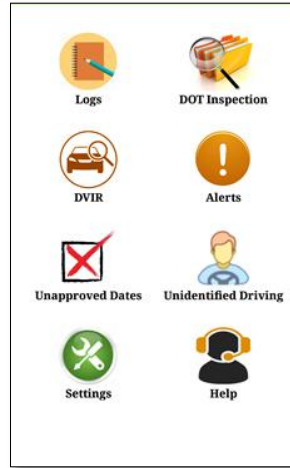 Logs
DOT Inspection
DVIR
Alerts
Unapproved Dates
Unidentified Driving
Settings
Help